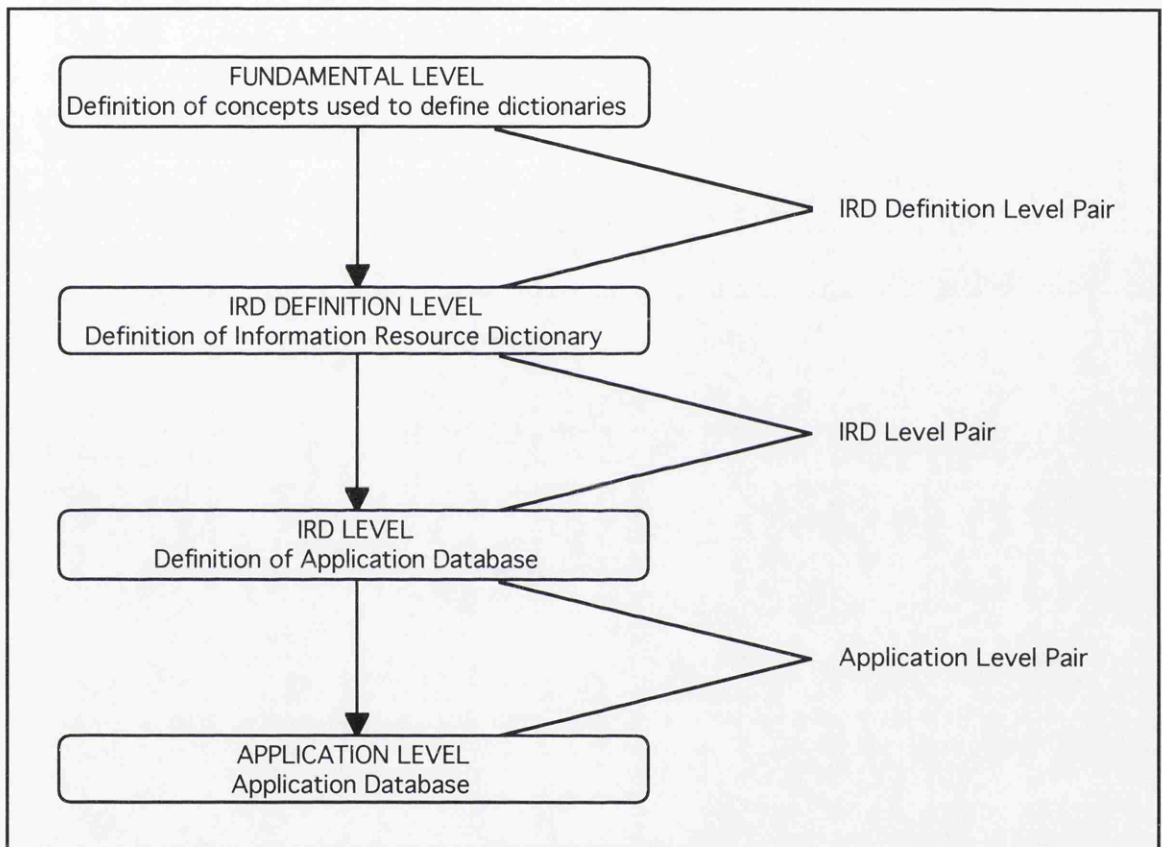 FUNDAMENTAL LEVEL
Definition of concepts used to define dictionaries
IRD Definition Level Pair
IRD DEFINITION LEVEL
Definition of Information Resource Dictionary
IRD Level Pair
IRD LEVEL
Definition of Application Database
Application Level Pair
APPLICATION LEVEL
Application Database